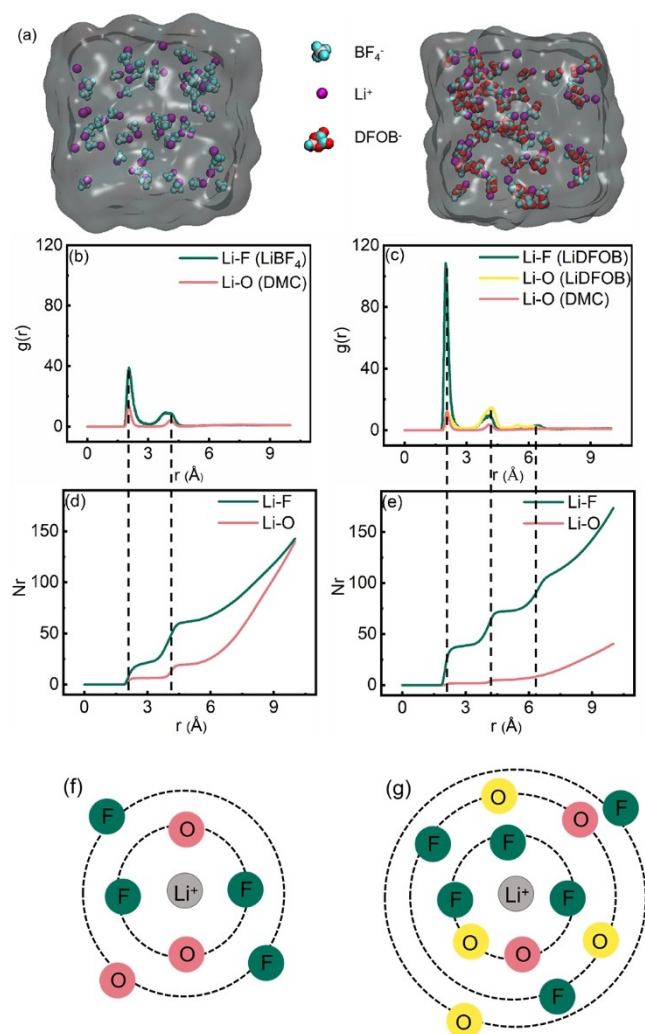 (a)
BF₄⁻
Li⁺
DFOB⁻
(b)
Li-F (LiBF₄)
Li-O (DMC)
g(r)
120
80
40
0
0 3 6 9
r (Å)
(c)
Li-F (LiDFOB)
Li-O (LiDFOB)
Li-O (DMC)
g(r)
120
80
40
0
0 3 6 9
r (Å)
(d)
Li-F
Li-O
Nr
150
100
50
0
0 3 6 9
r (Å)
(e)
Li-F
Li-O
Nr
150
100
50
0
0 3 6 9
r (Å)
(f)
F
O
F
Li⁺
F
O
F
O
(g)
O
F
O
F
F
F
Li⁺
F
O
O
O
F
O